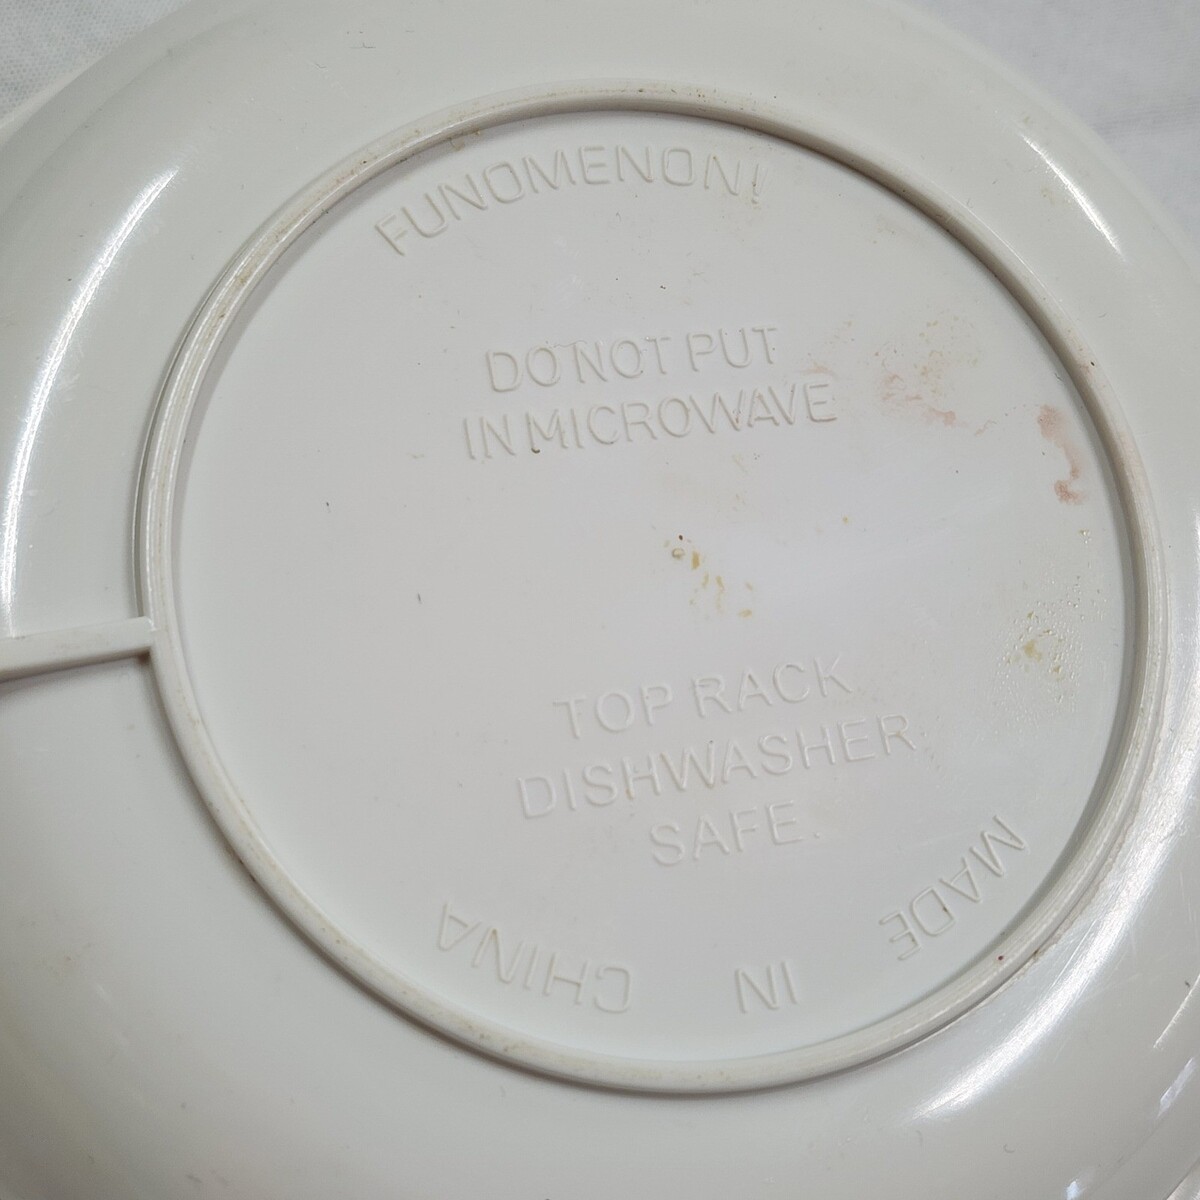 FUNOMENON!
DO NOT PUT
IN MICROWAVE
TOP RACK
DISHWASHER
SAFE.
MADE IN CHINA